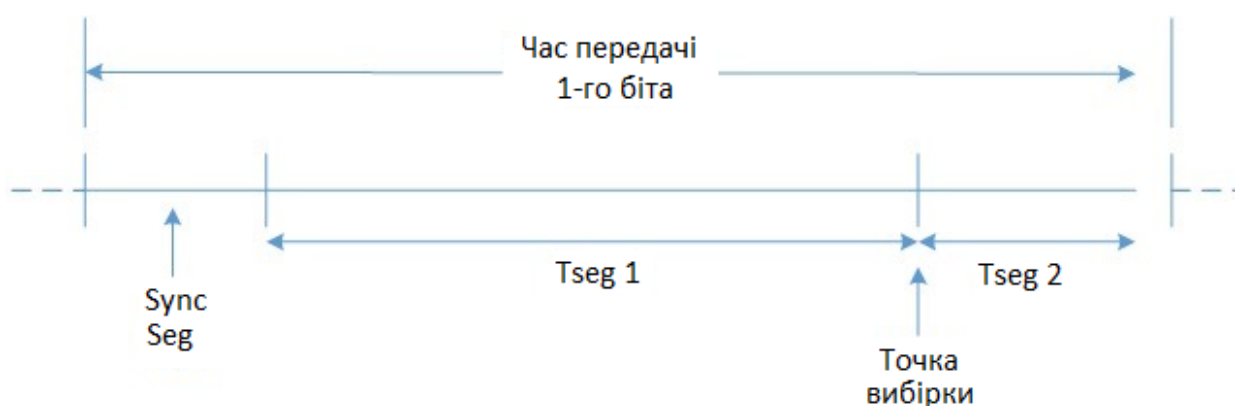 Час передачі
1-го біта
Tseg 1
Tseg 2
Sync
Seg
Точка
вибірки